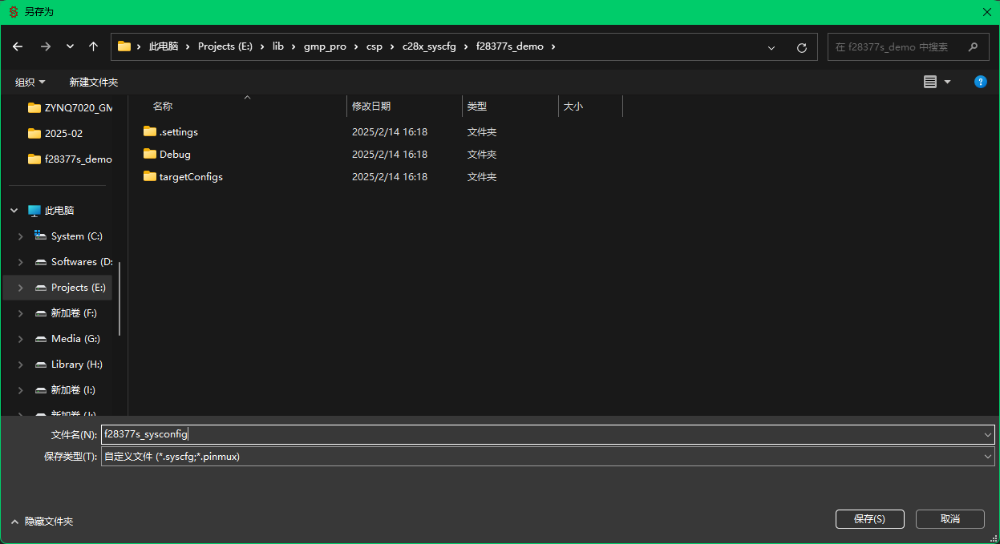 另存为
此电脑 Projects (E:) lib gmp_pro csp c28x_syscfg f28377s_demo
在 f28377s_demo 中搜索
组织 新建文件夹
ZYNQ7020_GM
2025-02
f28377s_demo
此电脑
System (C:)
Softwares (D:
Projects (E:)
新加卷 (F:)
Media (G:)
Library (H:)
新加卷 (I:)
名称 修改日期 类型 大小
.settings 2025/2/14 16:18 文件夹
Debug 2025/2/14 16:18 文件夹
targetConfigs 2025/2/14 16:18 文件夹
文件名(N): f28377s_sysconfig
保存类型(T): 自定义文件 (*.syscfg;*.pinmux)
隐藏文件夹
保存(S) 取消